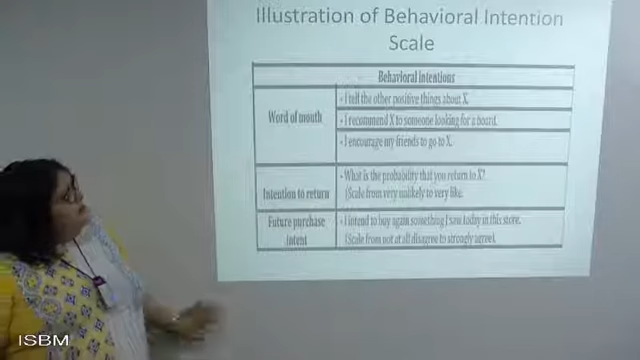 Illustration of Behavioral Intention
Scale
Behavioral intentions
Word of mouth
- I tell the other positive things about X.
- I recommend X to someone looking for a board.
- I encourage my friends to go to X.
Intention to return
- What is the probability that you return to X?
(Scale from very unlikely to very like.
Future purchase
intent
- I intend to buy again something I saw today in this store.
(Scale from not at all disagree to strongly agree).
ISBM